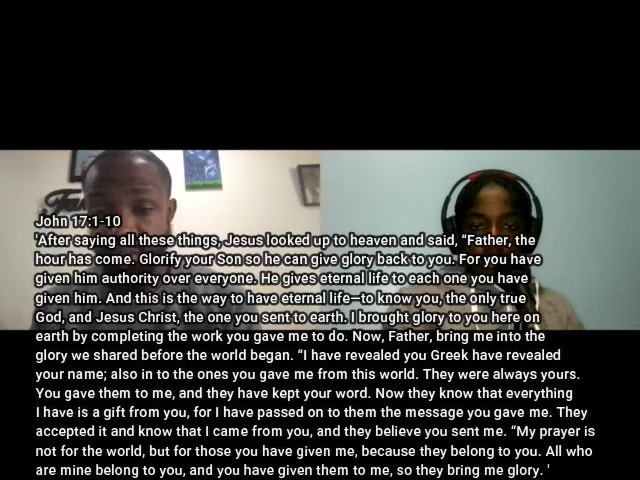 John 17:1-10
'After saying all these things, Jesus looked up to heaven and said, “Father, the
hour has come. Glorify your Son so he can give glory back to you. For you have
given him authority over everyone. He gives eternal life to each one you have
given him. And this is the way to have eternal life—to know you, the only true
God, and Jesus Christ, the one you sent to earth. I brought glory to you here on
earth by completing the work you gave me to do. Now, Father, bring me into the
glory we shared before the world began. “I have revealed you Greek have revealed
your name; also in to the ones you gave me from this world. They were always yours.
You gave them to me, and they have kept your word. Now they know that everything
I have is a gift from you, for I have passed on to them the message you gave me. They
accepted it and know that I came from you, and they believe you sent me. “My prayer is
not for the world, but for those you have given me, because they belong to you. All who
are mine belong to you, and you have given them to me, so they bring me glory. '